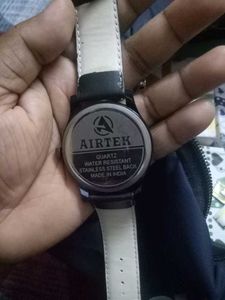 AIRTEK
QUARTZ
WATER RESISTANT
STAINLESS STEEL BACK
MADE IN INDIA